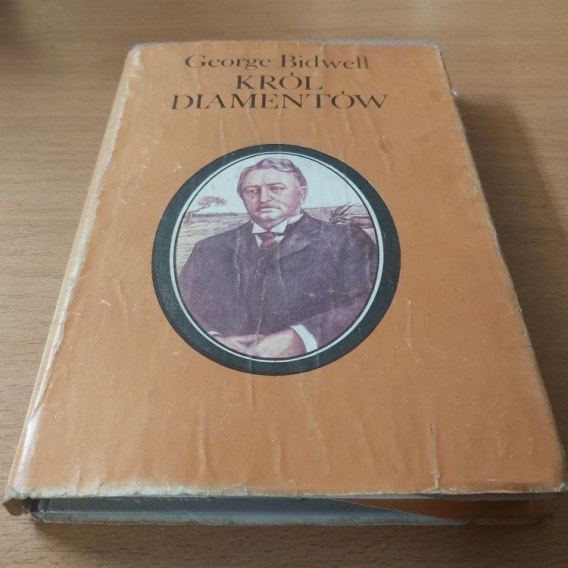 George Bidwell
KRÓL
DIAMENTÓW